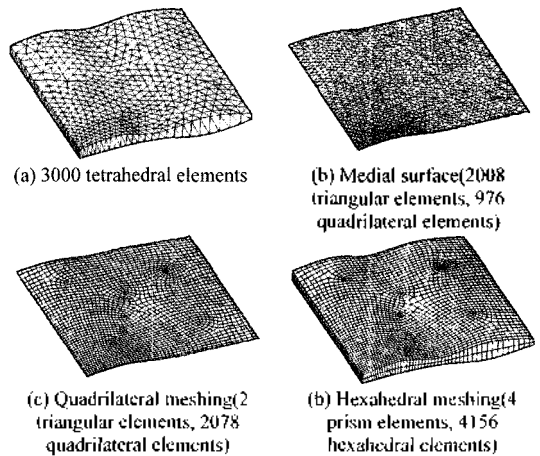 (a) 3000 tetrahedral elements
(b) Medial surface(2008
triangular elements, 976
quadrilateral elements)
(c) Quadrilateral meshing(2
triangular elements, 2078
quadrilateral elements)
(b) Hexahedral meshing(4
prism elements, 4156
hexahedral elements)